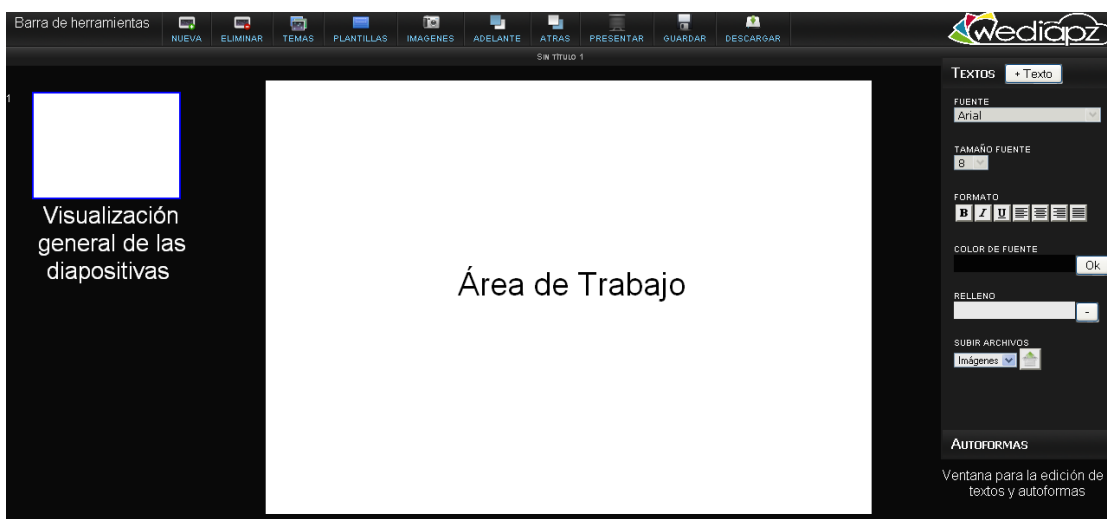 Barra de herramientas
NUEVA ELIMINAR TEMAS PLANTILLAS IMAGENES ADELANTE ATRAS PRESENTAR GUARDAR DESCARGAR
wediapz
SIN TÍTULO 1
TEXTOS + Texto
1
FUENTE
Arial
TAMAÑO FUENTE
8
FORMATO
B I U
COLOR DE FUENTE
Ok
RELLENO
-
SUBIR ARCHIVOS
Imágenes
AUTOFORMAS
Ventana para la edición de
textos y autoformas
Visualización
general de las
diapositivas
Área de Trabajo